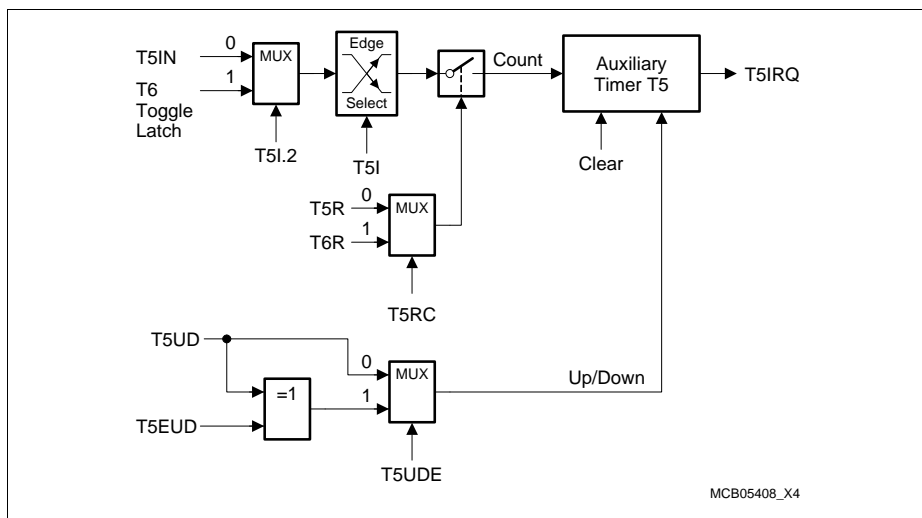 T5IN
0
MUX
T6
Toggle
Latch
1
T5I.2
Edge
Select
T5I
Count
Auxiliary
Timer T5
T5IRQ
Clear
T5R
0
MUX
T6R
1
T5RC
T5UD
0
MUX
=1
1
T5EUD
T5UDE
Up/Down
MCB05408_X4